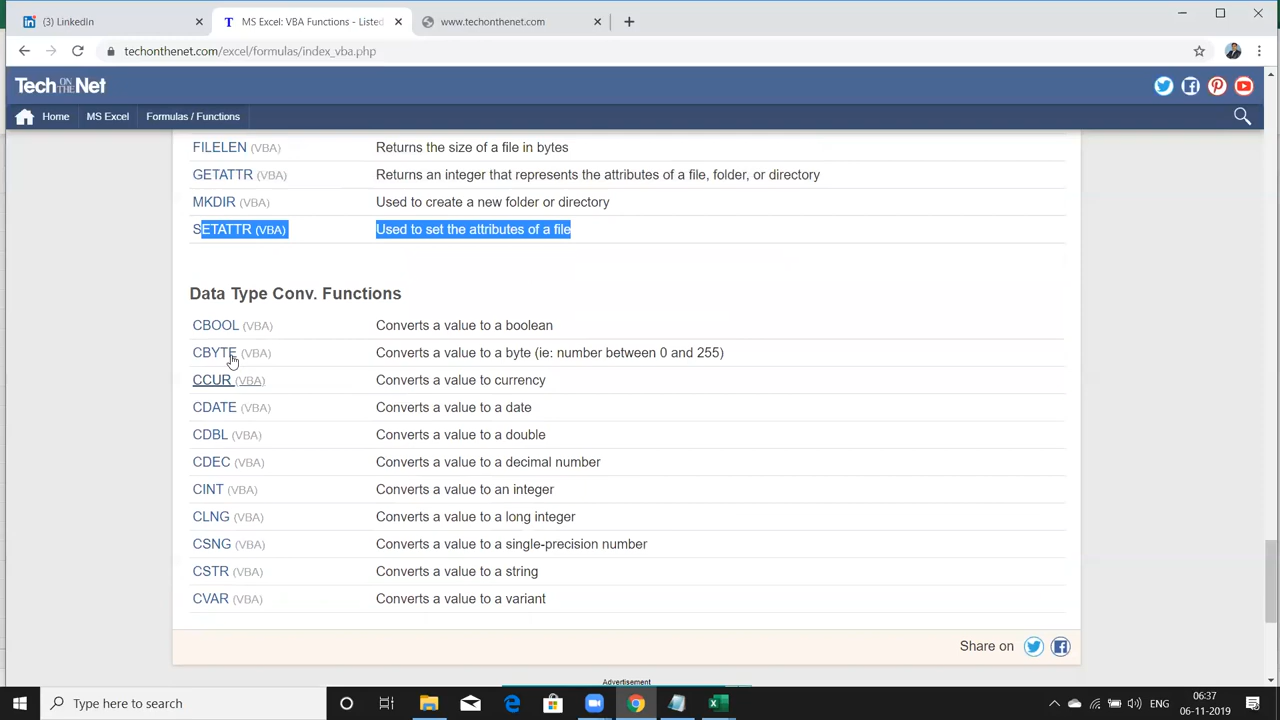 (3) LinkedIn
MS Excel: VBA Functions - Listed
www.techonthenet.com
techonthenet.com/excel/formulas/index_vba.php
Tech ON THE Net
Home MS Excel Formulas / Functions
FILELEN (VBA) Returns the size of a file in bytes
GETATTR (VBA) Returns an integer that represents the attributes of a file, folder, or directory
MKDIR (VBA) Used to create a new folder or directory
SETATTR (VBA) Used to set the attributes of a file
Data Type Conv. Functions
CBOOL (VBA) Converts a value to a boolean
CBYTE (VBA) Converts a value to a byte (ie: number between 0 and 255)
CCUR (VBA) Converts a value to currency
CDATE (VBA) Converts a value to a date
CDBL (VBA) Converts a value to a double
CDEC (VBA) Converts a value to a decimal number
CINT (VBA) Converts a value to an integer
CLNG (VBA) Converts a value to a long integer
CSNG (VBA) Converts a value to a single-precision number
CSTR (VBA) Converts a value to a string
CVAR (VBA) Converts a value to a variant
Share on
Advertisement
Type here to search
ENG
06:37
06-11-2019